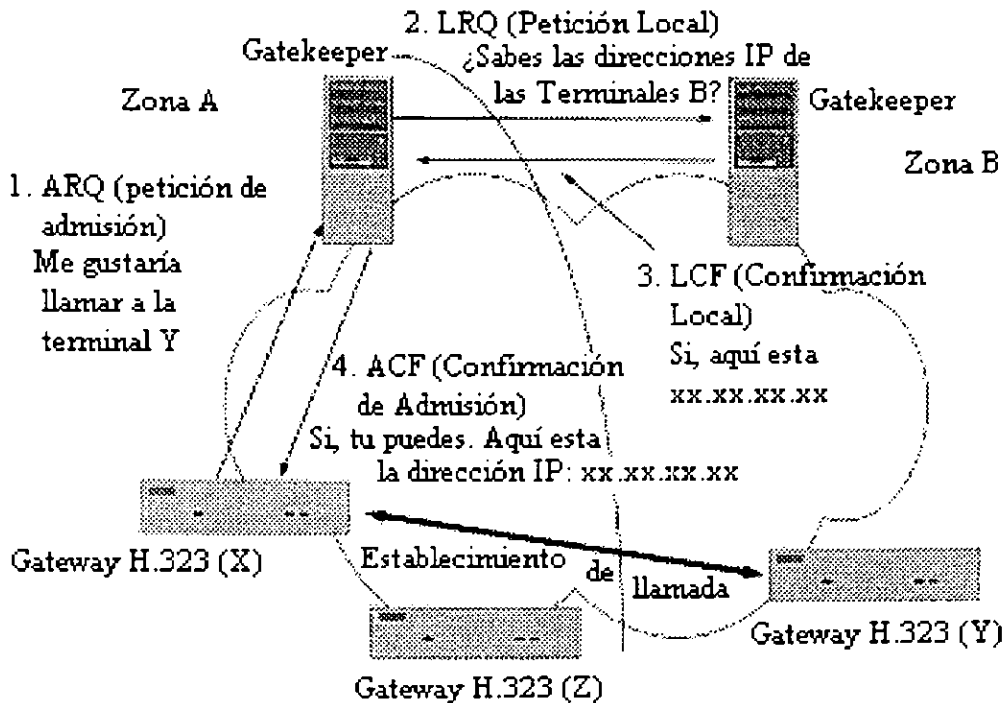 2. LRQ (Petición Local)
¿Sabes las direcciones IP de
las Terminales B?
Gatekeeper
Zona A
Gatekeeper
Zona B
1. ARQ (petición de
admisión)
Me gustaría
llamar a la
terminal Y
3. LCF (Confirmación
Local)
Si, aquí esta
xx.xx.xx.xx
4. ACF (Confirmación
de Admisión)
Si, tu puedes. Aquí esta
la dirección IP: xx.xx.xx.xx
Gateway H.323 (X)
Establecimiento de llamada
Gateway H.323 (Y)
Gateway H.323 (Z)